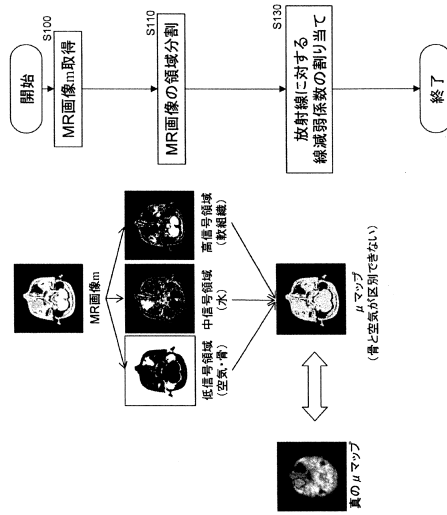 開始
S100
MR画像m取得
S110
MR画像の領域分割
S130
放射線に対する
線減弱係数の割り当て
終了
MR画像m
低信号領域
(空気・骨)
中信号領域
(水)
高信号領域
(軟組織)
μマップ
(骨と空気が区別できない)
真のμマップ